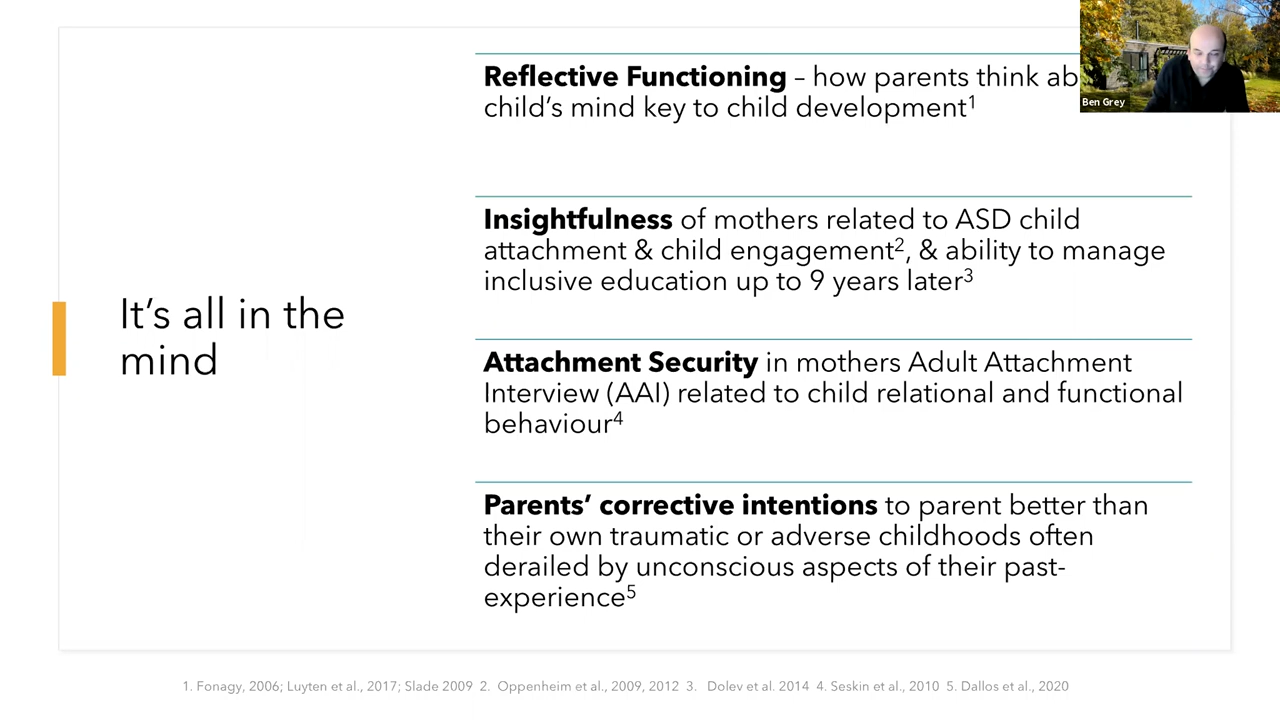 It’s all in the
mind
Reflective Functioning – how parents think ab
child’s mind key to child development¹
Insightfulness of mothers related to ASD child
attachment & child engagement², & ability to manage
inclusive education up to 9 years later³
Attachment Security in mothers Adult Attachment
Interview (AAI) related to child relational and functional
behaviour⁴
Parents’ corrective intentions to parent better than
their own traumatic or adverse childhoods often
derailed by unconscious aspects of their past-
experience⁵
1. Fonagy, 2006; Luyten et al., 2017; Slade 2009 2. Oppenheim et al., 2009, 2012 3. Dolev et al. 2014 4. Seskin et al., 2010 5. Dallos et al., 2020
Ben Grey